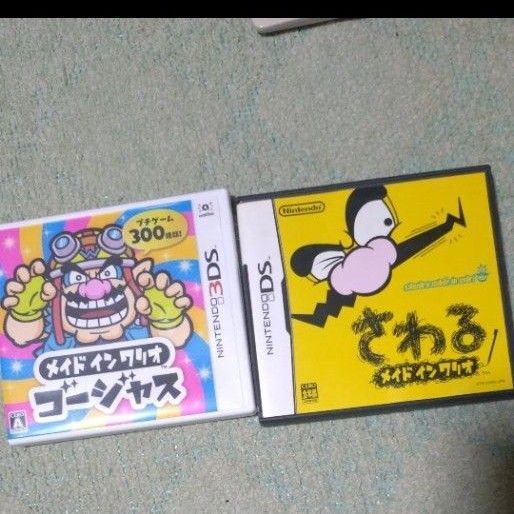 プチゲーム
300種類!
メイド イン ワリオ
ゴージャス
A
NINTENDO 3DS
Nintendo
NINTENDO DS
さわる
メイド イン ワリオ